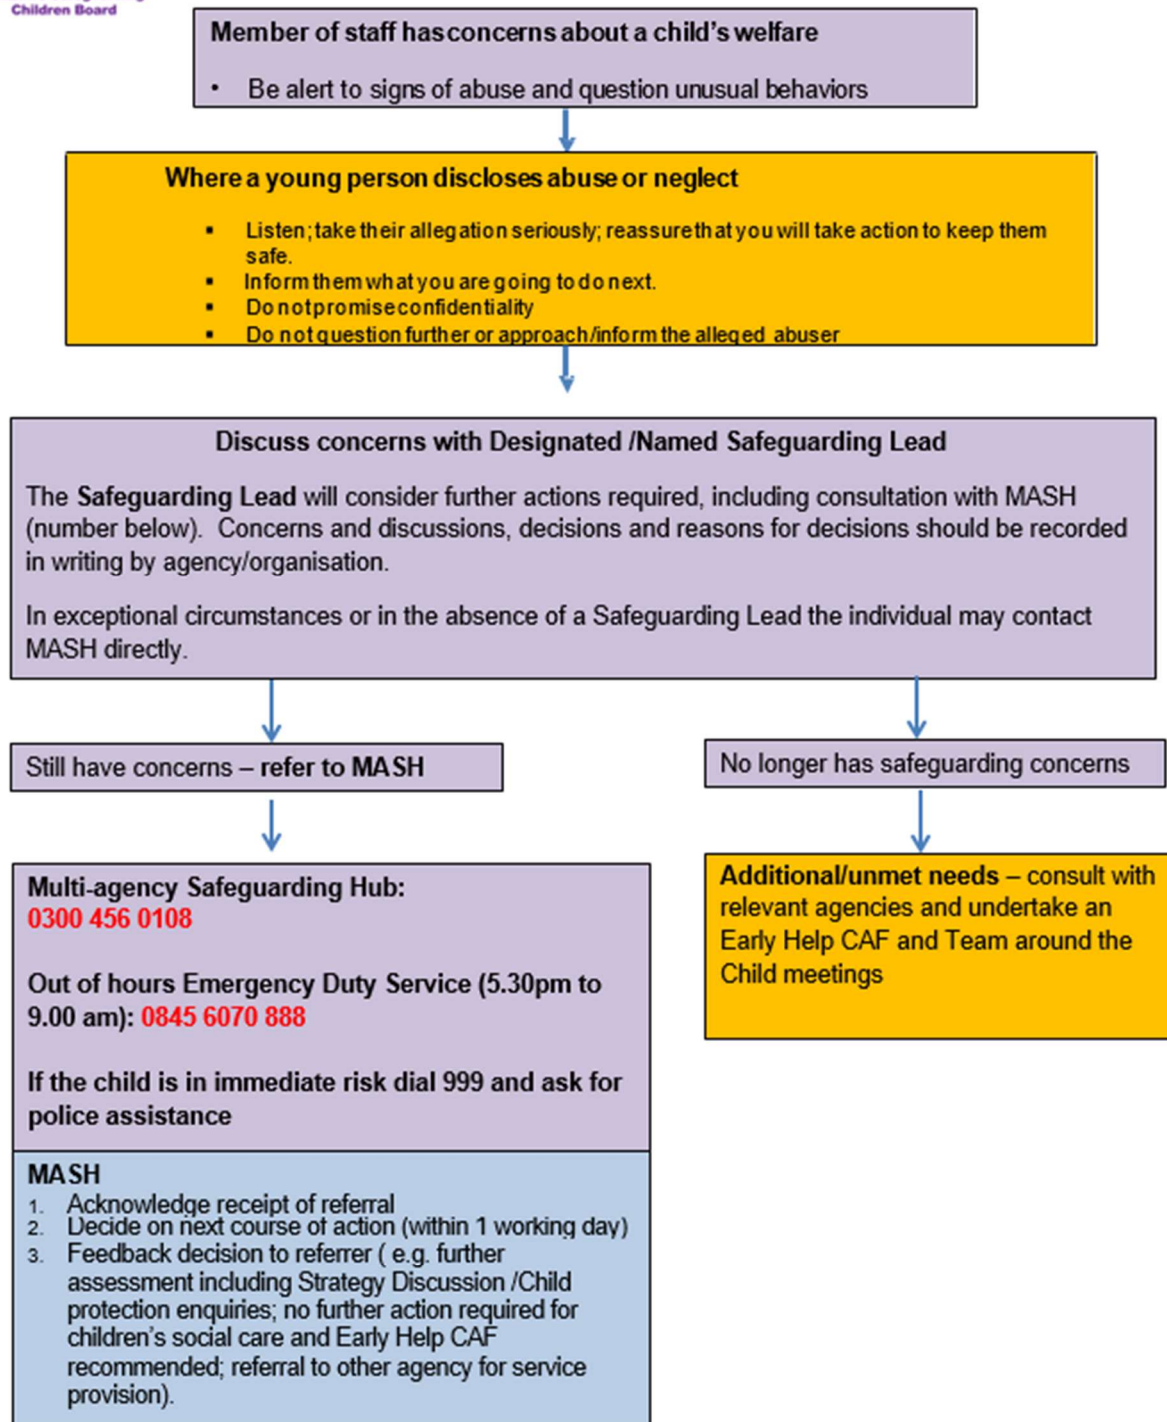 Children Board
Member of staff has concerns about a child's welfare
• Be alert to signs of abuse and question unusual behaviors
Where a young person discloses abuse or neglect
▪ Listen; take their allegation seriously; reassure that you will take action to keep them
safe.
▪ Inform them what you are going to do next.
▪ Do not promise confidentiality
▪ Do not question further or approach/inform the alleged abuser
Discuss concerns with Designated /Named Safeguarding Lead
The Safeguarding Lead will consider further actions required, including consultation with MASH
(number below). Concerns and discussions, decisions and reasons for decisions should be recorded
in writing by agency/organisation.
In exceptional circumstances or in the absence of a Safeguarding Lead the individual may contact
MASH directly.
Still have concerns – refer to MASH
No longer has safeguarding concerns
Multi-agency Safeguarding Hub:
0300 456 0108
Out of hours Emergency Duty Service (5.30pm to
9.00 am): 0845 6070 888
If the child is in immediate risk dial 999 and ask for
police assistance
Additional/unmet needs – consult with
relevant agencies and undertake an
Early Help CAF and Team around the
Child meetings
MASH
1. Acknowledge receipt of referral
2. Decide on next course of action (within 1 working day)
3. Feedback decision to referrer ( e.g. further
assessment including Strategy Discussion /Child
protection enquiries; no further action required for
children's social care and Early Help CAF
recommended; referral to other agency for service
provision).